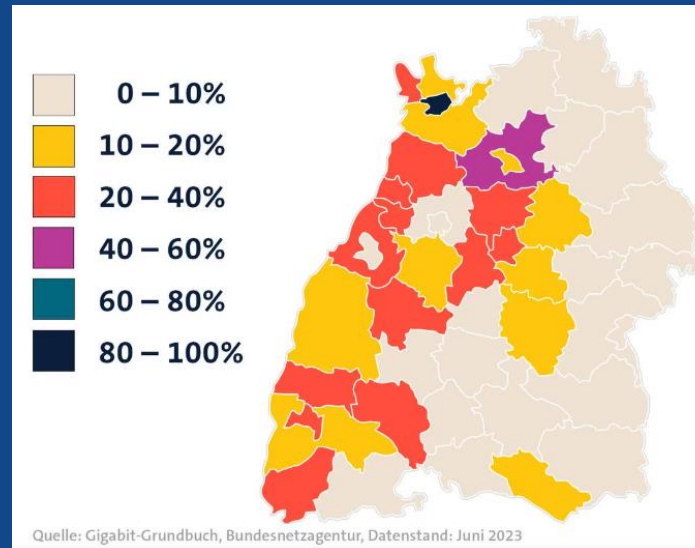 0 – 10%
10 – 20%
20 – 40%
40 – 60%
60 – 80%
80 – 100%
Quelle: Gigabit-Grundbuch, Bundesnetzagentur, Datenstand: Juni 2023